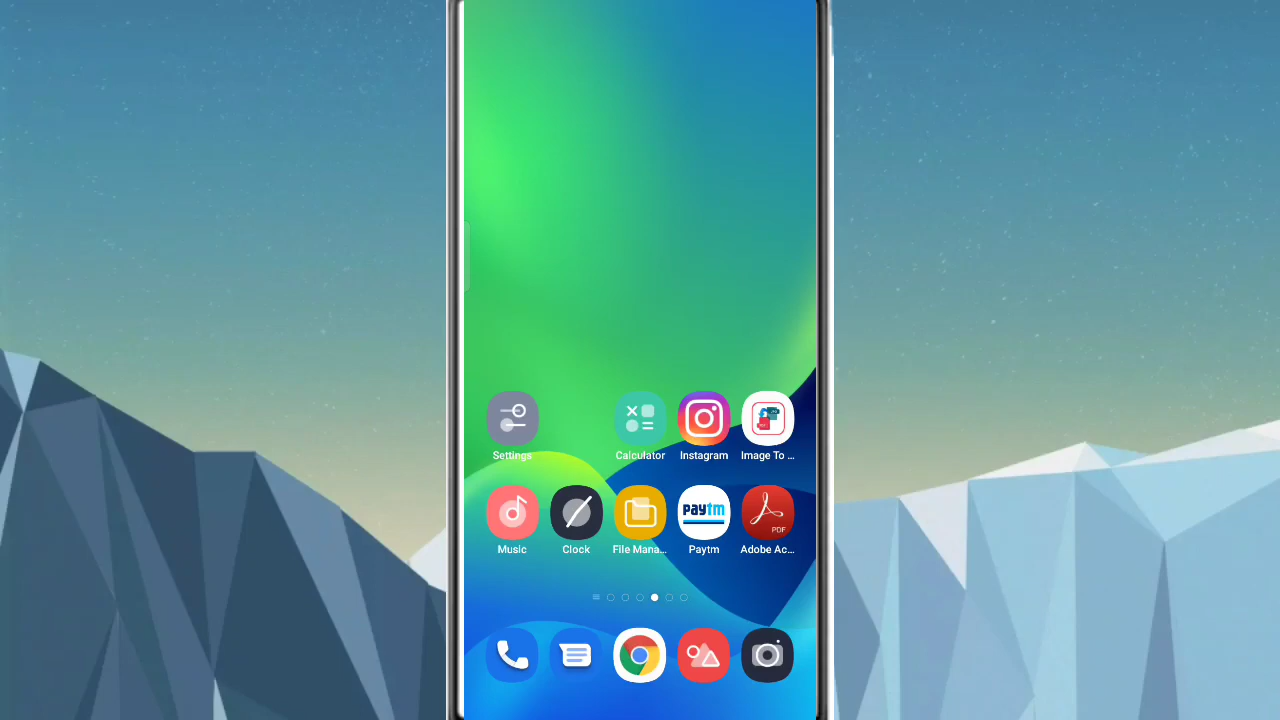 Settings
Calculator
Instagram
Image To ...
paytm
PDF
Music
Clock
File Mana...
Paytm
Adobe Ac...